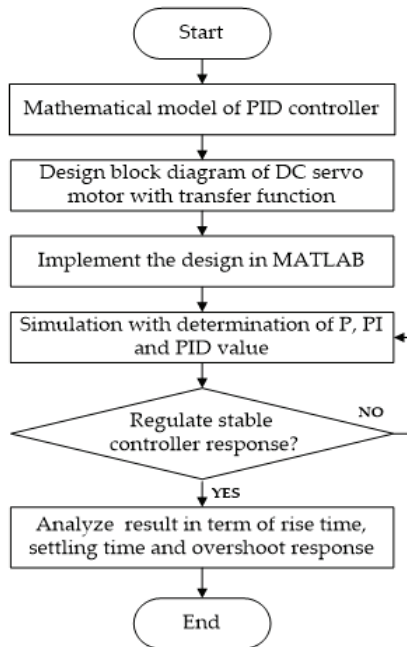 Start
Mathematical model of PID controller
Design block diagram of DC servo
motor with transfer function
Implement the design in MATLAB
Simulation with determination of P, PI
and PID value
Regulate stable
controller response?
NO
YES
Analyze result in term of rise time,
settling time and overshoot response
End